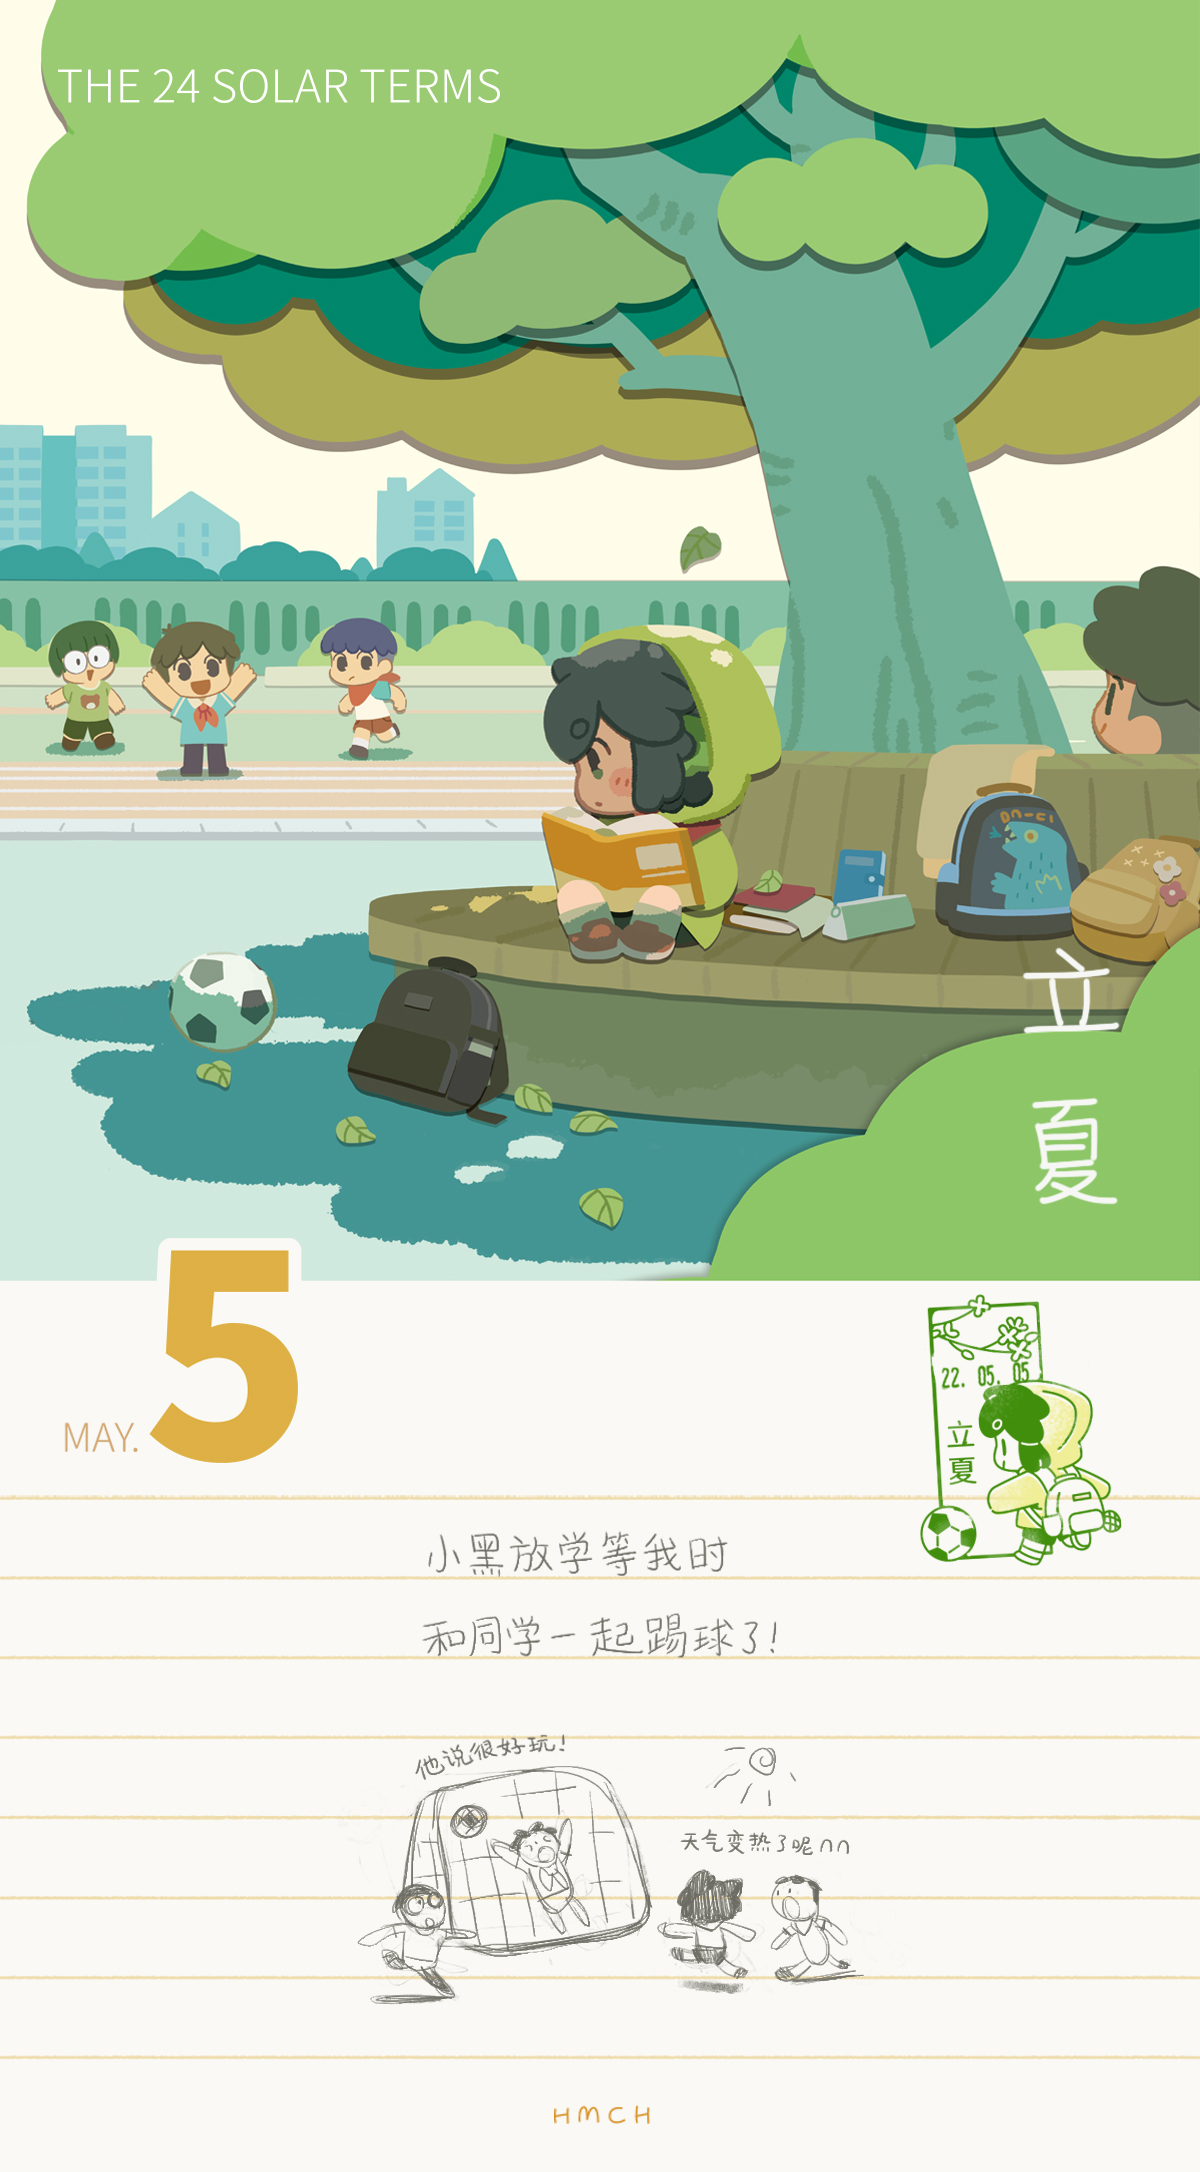 THE 24 SOLAR TERMS
立
夏
MAY. 5
22. 05. 05
立
夏
小黑放学等我时
和同学一起踢球了!
他说很好玩!
天气变热了呢∩∩
HMCH